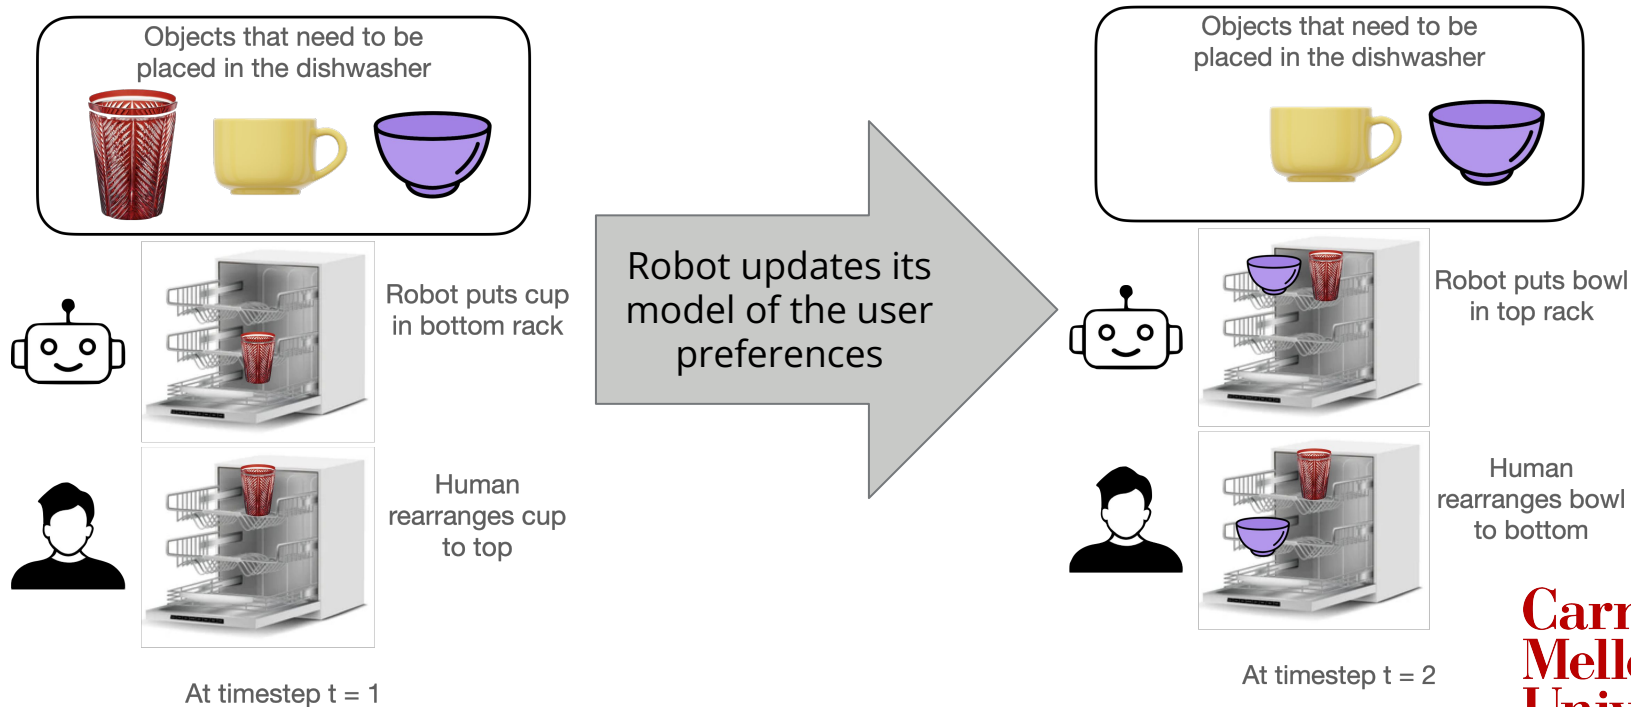 Objects that need to be
placed in the dishwasher
Robot puts cup
in bottom rack
Human
rearranges cup
to top
At timestep t = 1
Robot updates its
model of the user
preferences
Objects that need to be
placed in the dishwasher
Robot puts bowl
in top rack
Human
rearranges bowl
to bottom
At timestep t = 2